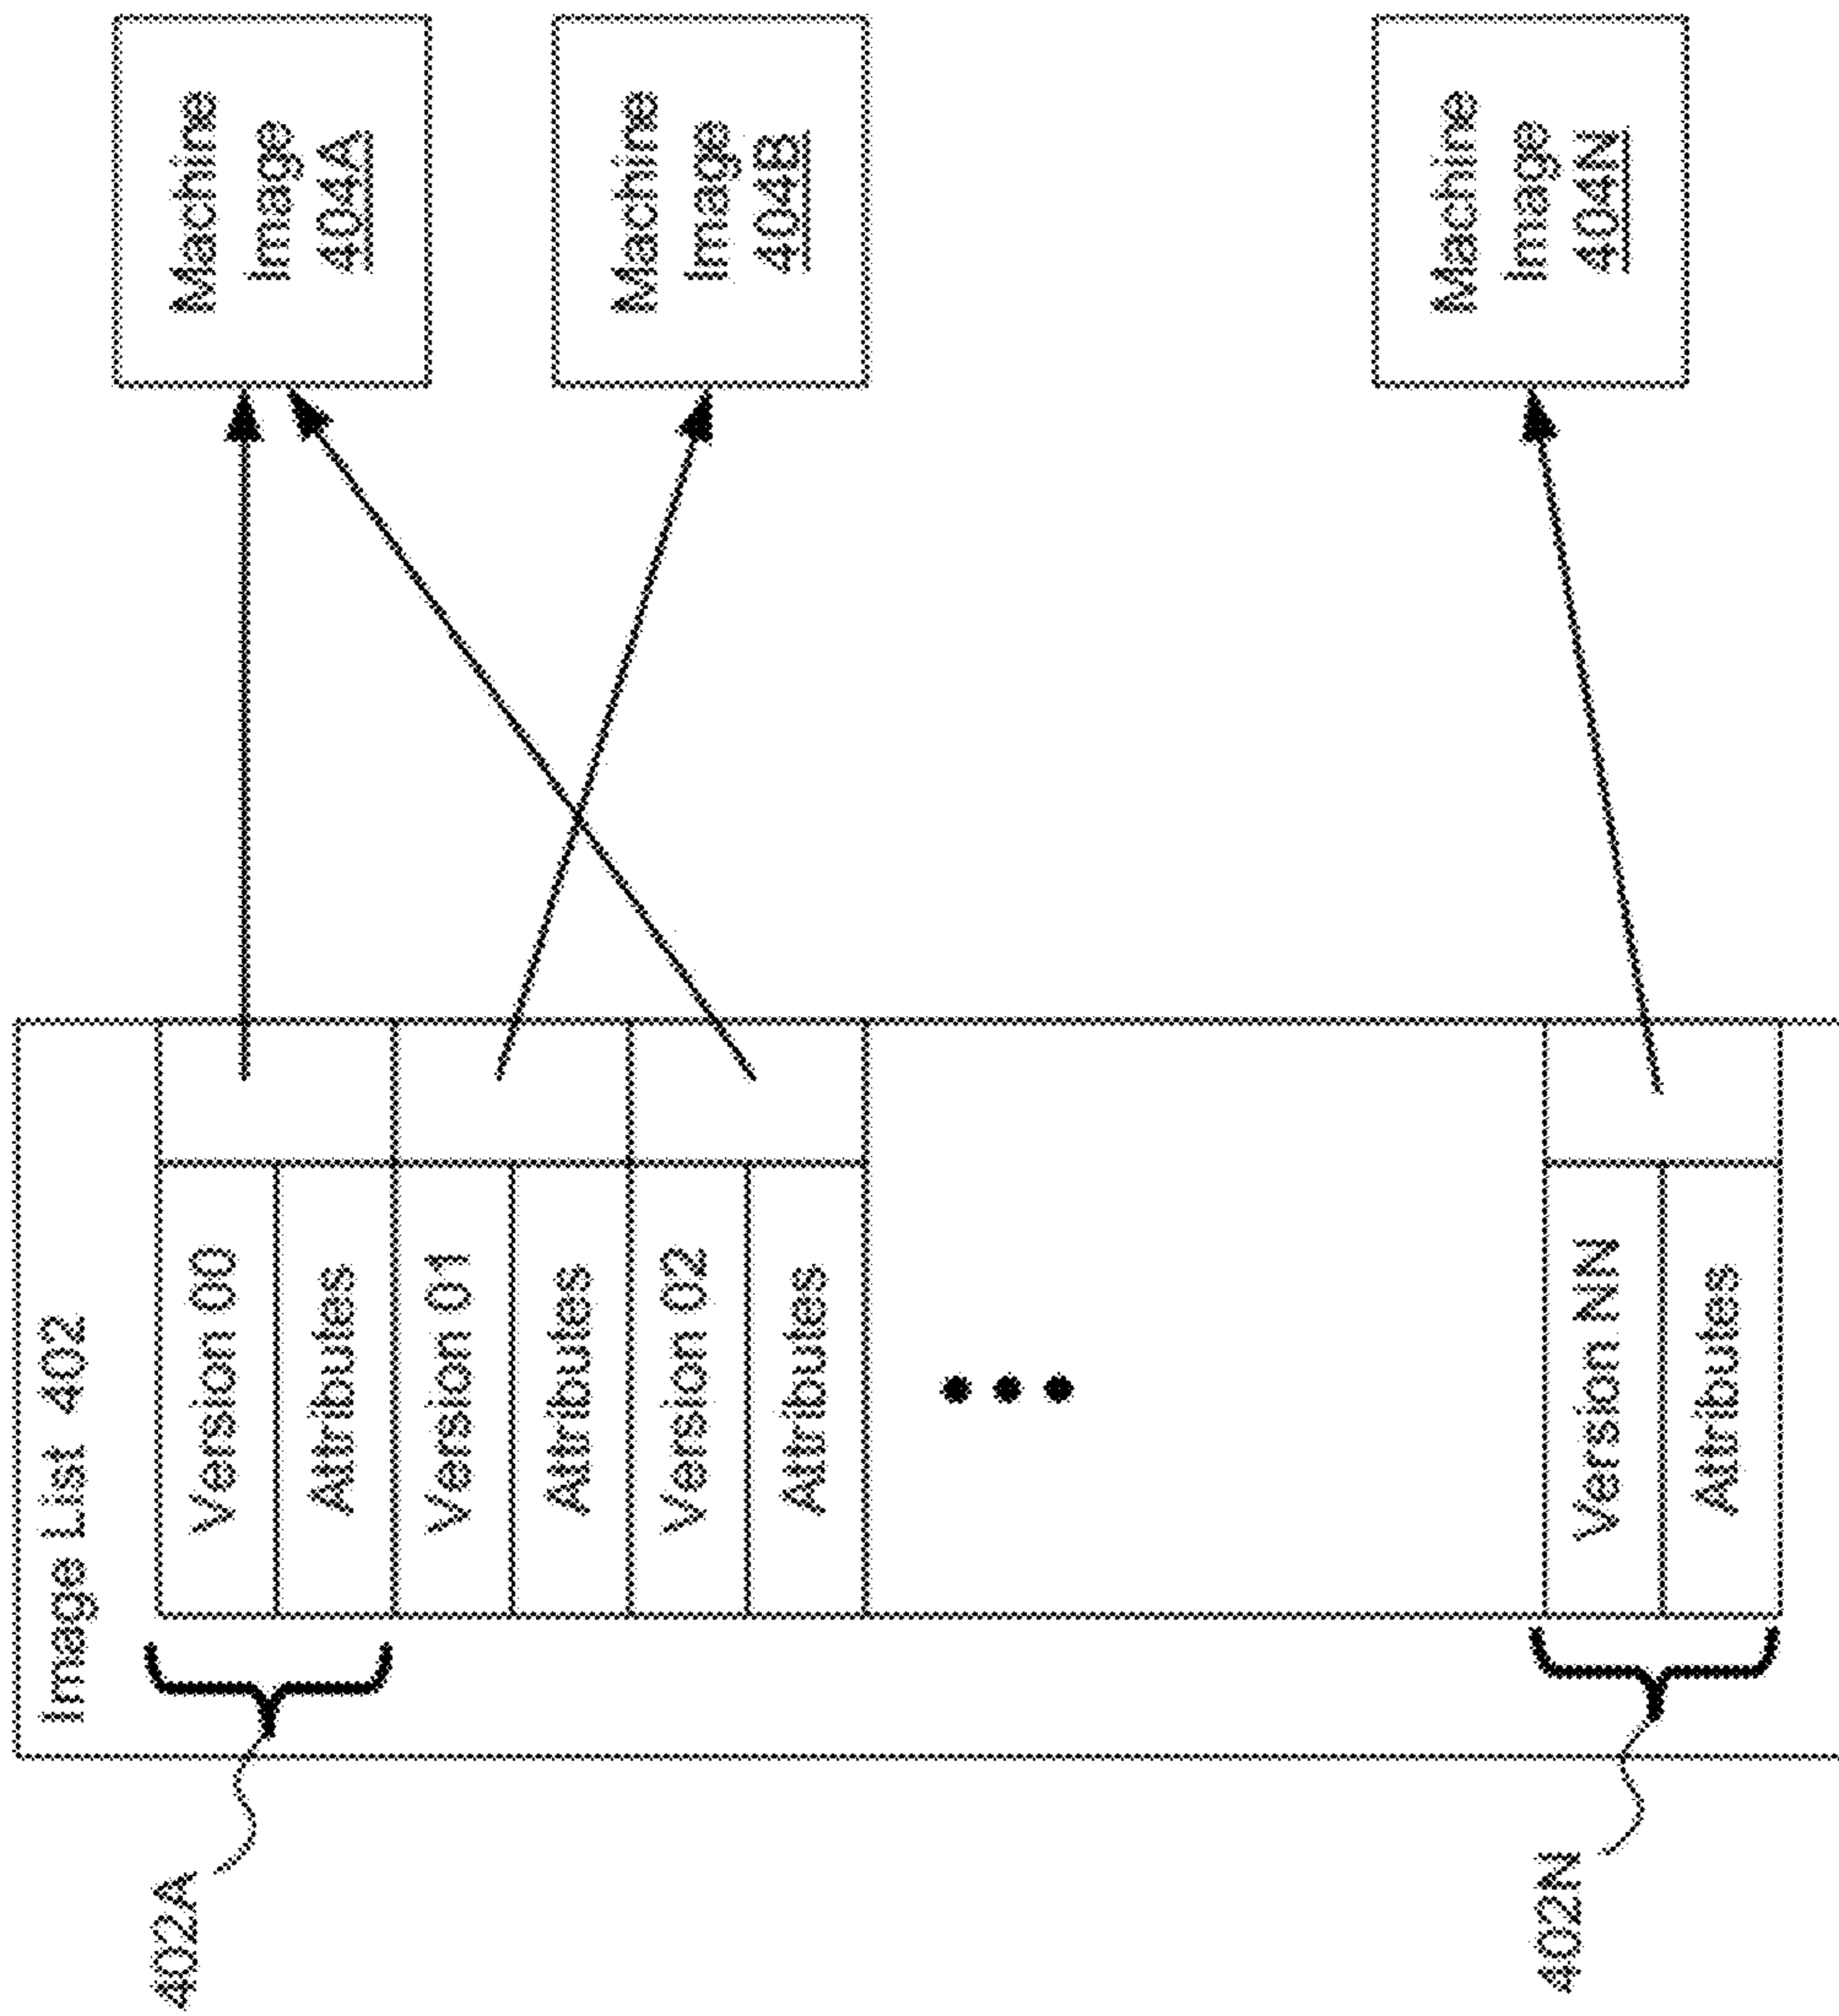 Image List 402
402A
Version 00
Attributes
Version 01
Attributes
Version 02
Attributes
402N
Version NN
Attributes
Machine
Image
404A
Machine
Image
404B
Machine
Image
404N